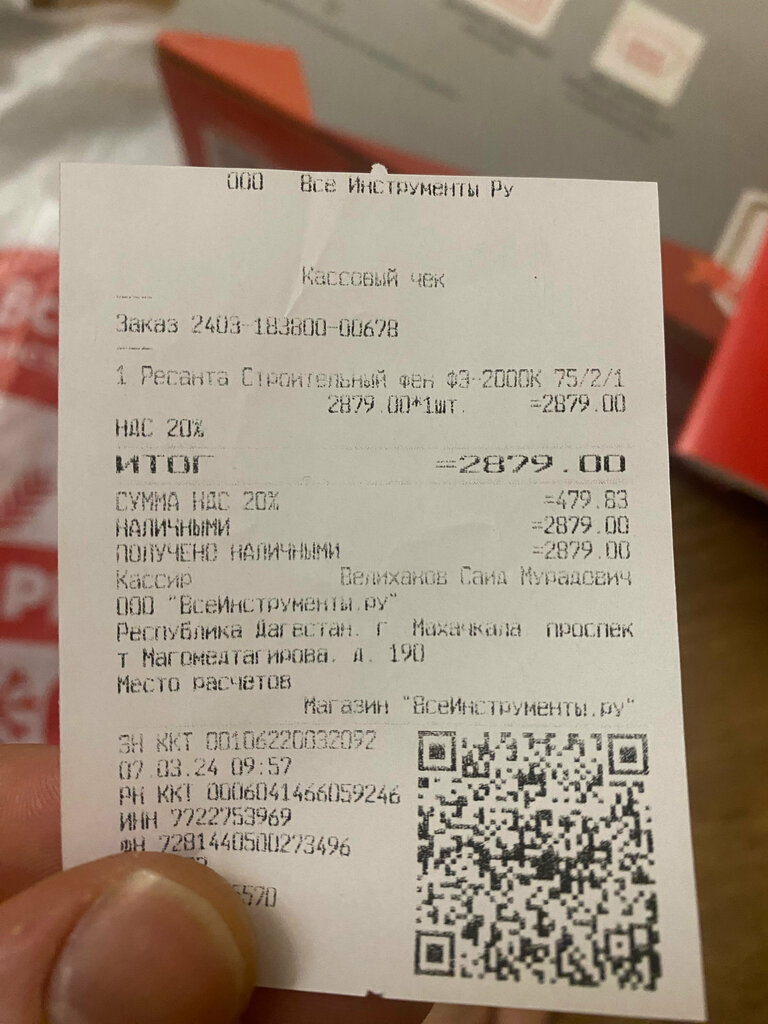 ООО Все Инструменты Ру
Кассовый чек
Заказ 2403-183800-00678
1 Ресанта Строительный фен ФЭ-2000К 75/2/1
2879.00*1шт. =2879.00
НДС 20%
ИТОГ =2879.00
СУММА НДС 20% =479.83
НАЛИЧНЫМИ =2879.00
ПОЛУЧЕНО НАЛИЧНЫМИ =2879.00
Кассир Велиханов Саид Мурадович
ООО "ВсеИнструменты.ру"
Республика Дагестан. г Махачкала проспек
т Магомедтагирова. д. 190
Место расчетов
Магазин "ВсеИнструменты.ру"
ЗН ККТ 00106220032092
07.03.24 09:57
РН ККТ 0006041466059246
ИНН 7722753969
ФН 7281440500273496